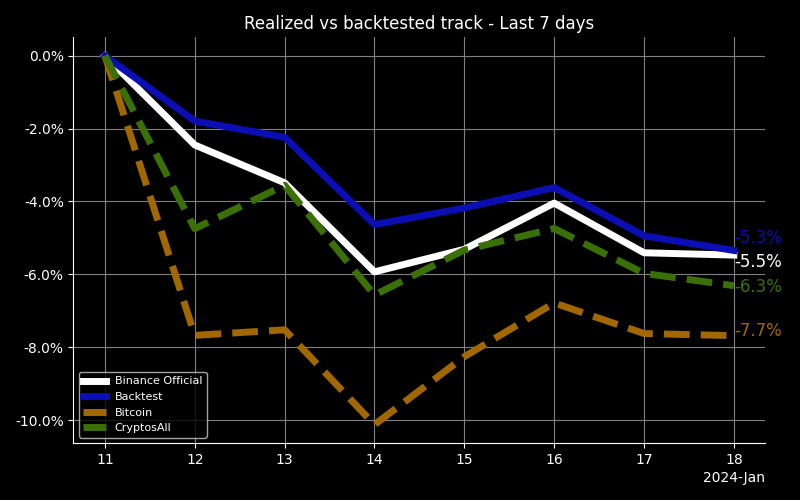 Realized vs backtested track - Last 7 days
0.0%
-2.0%
-4.0%
-6.0%
-8.0%
-10.0%
-5.3%
-5.5%
-6.3%
-7.7%
Binance Official
Backtest
Bitcoin
CryptosAll
11 12 13 14 15 16 17 18
2024-Jan